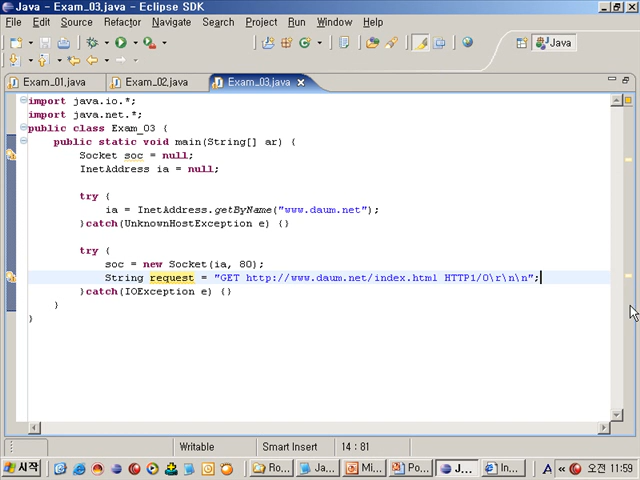 Java - Exam_03.java - Eclipse SDK
File Edit Source Refactor Navigate Search Project Run Window Help
Java
Exam_01.java Exam_02.java Exam_03.java
import java.io.*;
import java.net.*;
public class Exam_03 {
public static void main(String[] ar) {
Socket soc = null;
InetAddress ia = null;
try {
ia = InetAddress.getByName("www.daum.net");
}catch(UnknownHostException e) {}
try {
soc = new Socket(ia, 80);
String request = "GET http://www.daum.net/index.html HTTP1/0\r\n\n";
}catch(IOException e) {}
}
}
Writable Smart Insert 14 : 81
시작 Ro... Ja... Mi... Po... J... In... A 오전 11:59